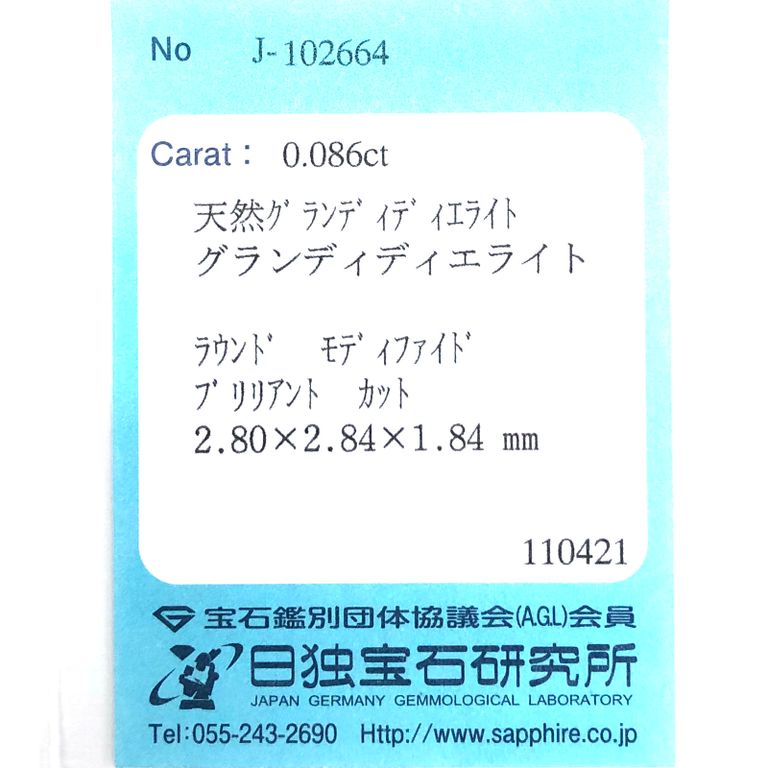 No J-102664
Carat： 0.086ct
天然ｸﾞﾗﾝﾃﾞｨﾃﾞｨｴﾗｲﾄ
グランディディエライト
ﾗｳﾝﾄﾞ ﾓﾃﾞｨﾌｧｲﾄﾞ
ﾌﾞﾘﾘｱﾝﾄ ｶｯﾄ
2.80×2.84×1.84 mm
110421
宝石鑑別団体協議会(A.G.L)会員
日独宝石研究所
JAPAN GERMANY GEMMOLOGICAL LABORATORY
Tel:055-243-2690 Http://www.sapphire.co.jp